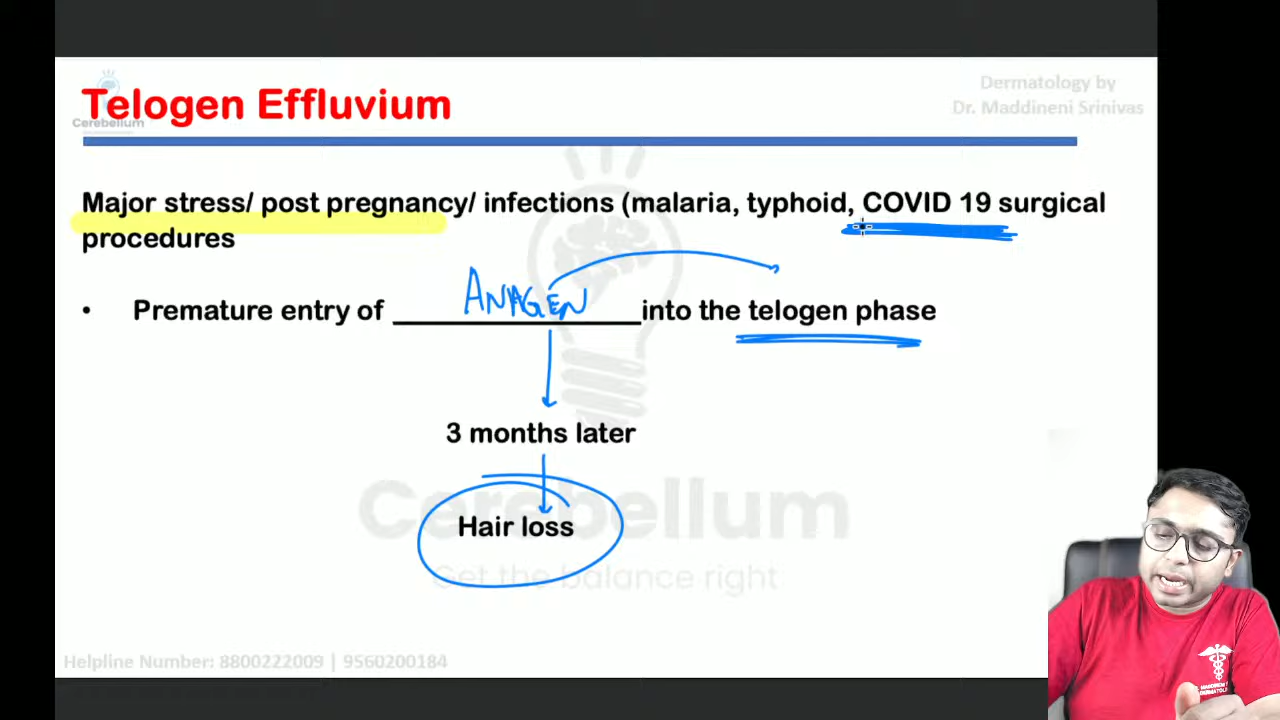 Telogen Effluvium
Cerebellum
Dermatology by
Dr. Maddineni Srinivas
Major stress/ post pregnancy/ infections (malaria, typhoid, COVID 19 surgical
procedures
• Premature entry of ANAGEN into the telogen phase
3 months later
Hair loss
Cerebellum
Get the balance right
Helpline Number: 8800222009 | 9560200184